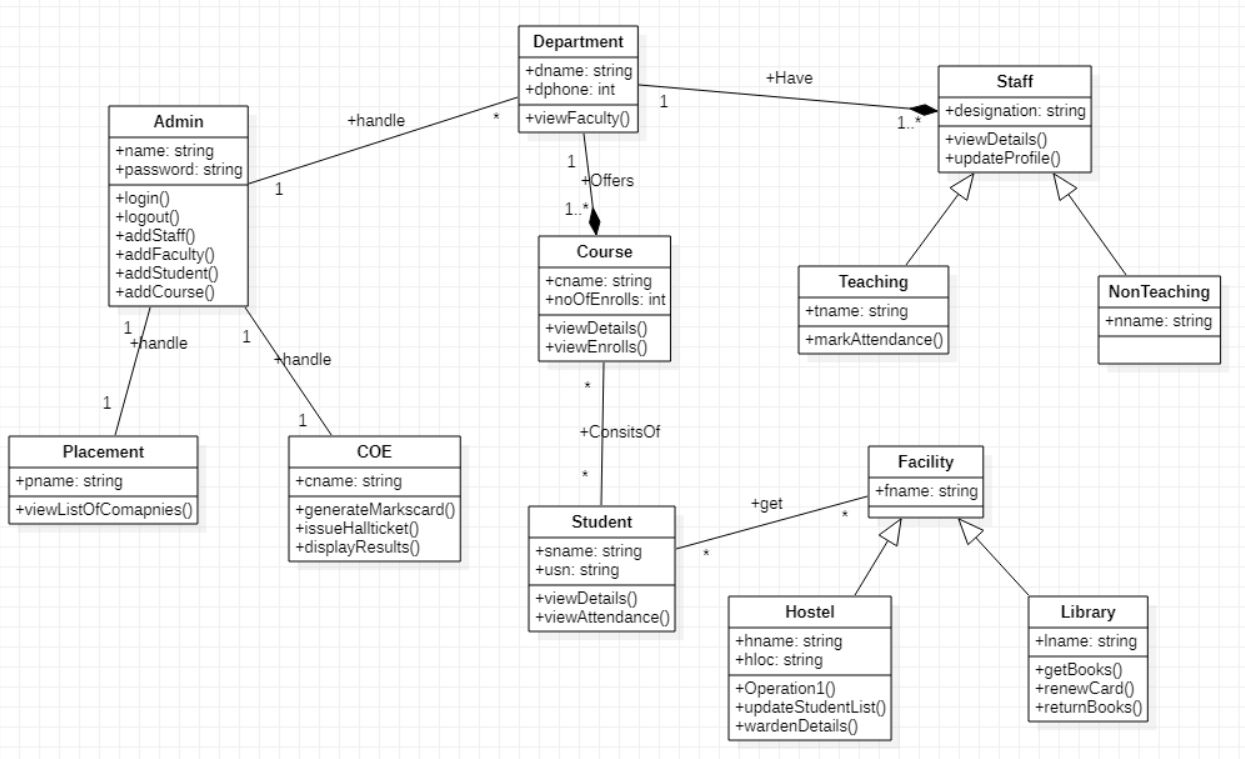 Department
+dname: string
+dphone: int
+viewFaculty()
+Have
1
1..*
Staff
+designation: string
+viewDetails()
+updateProfile()
Admin
+name: string
+password: string
+login()
+logout()
+addStaff()
+addFaculty()
+addStudent()
+addCourse()
+handle
*
1
1
+Offers
1..*
Course
+cname: string
+noOfEnrolls: int
+viewDetails()
+viewEnrolls()
Teaching
+tname: string
+markAttendance()
NonTeaching
+nname: string
1
+handle
1
1
+handle
1
Placement
+pname: string
+viewListOfComapnies()
COE
+cname: string
+generateMarkscard()
+issueHallticket()
+displayResults()
*
+ConsitsOf
*
Student
+sname: string
+usn: string
+viewDetails()
+viewAttendance()
+get
*
*
Facility
+fname: string
Hostel
+hname: string
+hloc: string
+Operation1()
+updateStudentList()
+wardenDetails()
Library
+lname: string
+getBooks()
+renewCard()
+returnBooks()